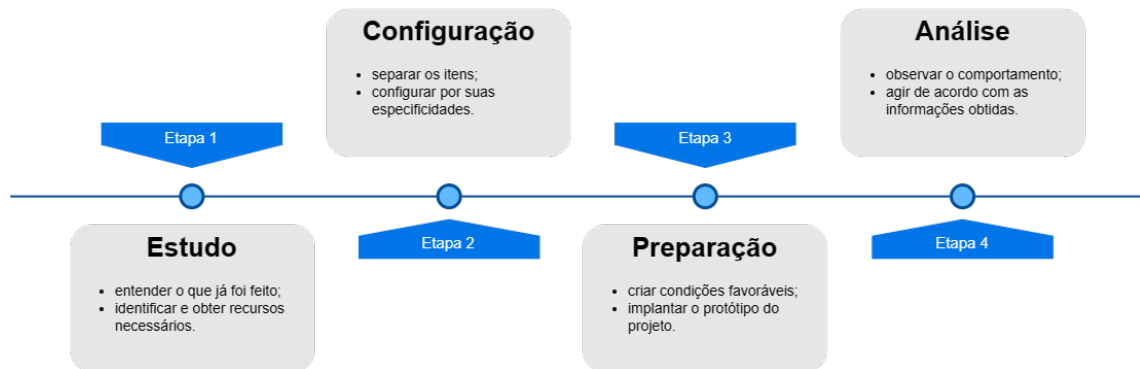 Etapa 1
Estudo
• entender o que já foi feito;
• identificar e obter recursos
necessários.
Configuração
• separar os itens;
• configurar por suas
especificidades.
Etapa 2
Etapa 3
Preparação
• criar condições favoráveis;
• implantar o protótipo do
projeto.
Análise
• observar o comportamento;
• agir de acordo com as
informações obtidas.
Etapa 4